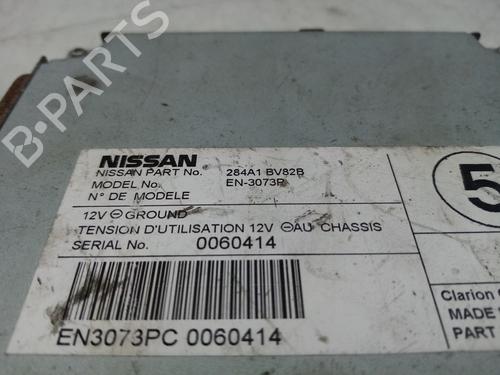 NISSAN
NISSAN PART No. 284A1 BV82B
MODEL No. EN-3073P
N° DE MODELE
12V ⊖ GROUND
TENSION D'UTILISATION 12V ⊖AU CHASSIS
SERIAL No. 0060414
EN3073PC 0060414
5
Clarion
MADE
PART
B PARTS